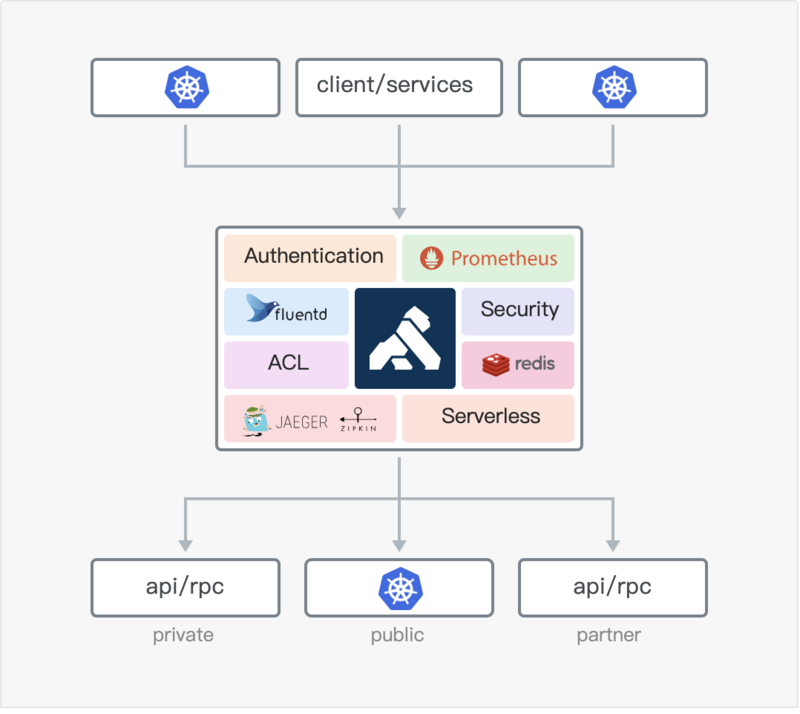 client/services
Authentication
Prometheus
fluentd
Security
ACL
redis
JAEGER
ZIPKIN
Serverless
api/rpc
api/rpc
private
public
partner